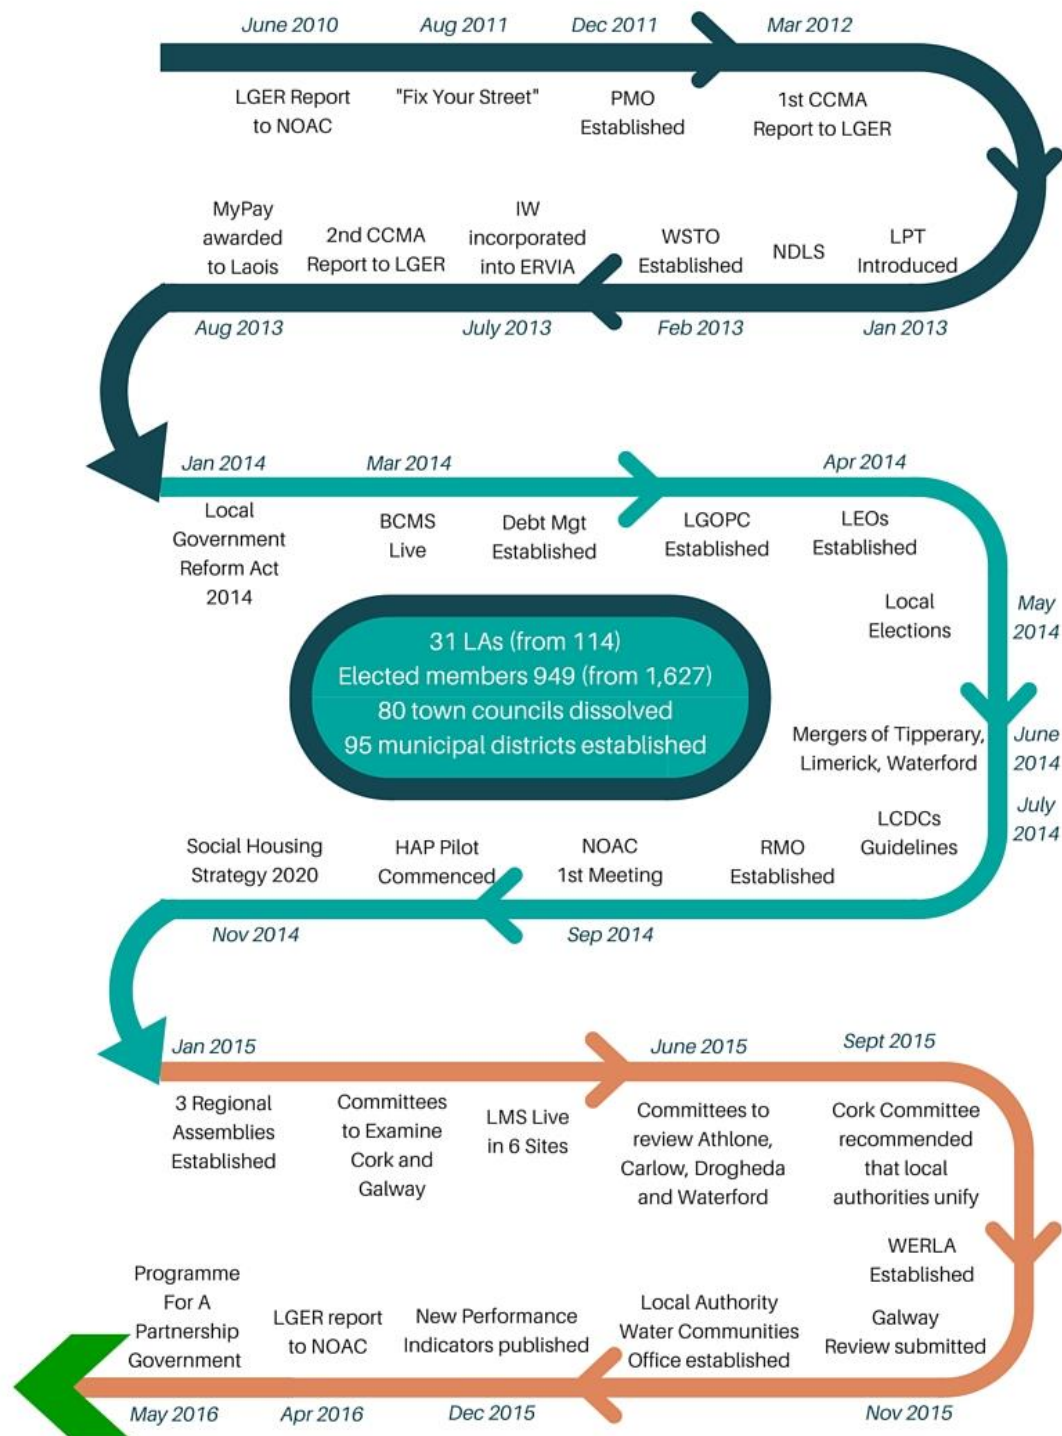 June 2010
Aug 2011
Dec 2011
Mar 2012
LGER Report
to NOAC
"Fix Your Street"
PMO
Established
1st CCMA
Report to LGER
LPT
Introduced
NDLS
WSTO
Established
IW
incorporated
into ERVIA
2nd CCMA
Report to LGER
MyPay
awarded
to Laois
Jan 2013
Feb 2013
July 2013
Aug 2013
Jan 2014
Mar 2014
Apr 2014
Local
Government
Reform Act
2014
BCMS
Live
Debt Mgt
Established
LGOPC
Established
LEOs
Established
Local
Elections
May
2014
31 LAs (from 114)
Elected members 949 (from 1,627)
80 town councils dissolved
95 municipal districts established
Mergers of Tipperary,
Limerick, Waterford
June
2014
July
2014
LCDCs
Guidelines
RMO
Established
NOAC
1st Meeting
HAP Pilot
Commenced
Social Housing
Strategy 2020
Sep 2014
Nov 2014
Jan 2015
June 2015
Sept 2015
3 Regional
Assemblies
Established
Committees
to Examine
Cork and
Galway
LMS Live
in 6 Sites
Committees to
review Athlone,
Carlow, Drogheda
and Waterford
Cork Committee
recommended
that local
authorities unify
WERLA
Established
Galway
Review submitted
Local Authority
Water Communities
Office established
New Performance
Indicators published
LGER report
to NOAC
Programme
For A
Partnership
Government
Nov 2015
Dec 2015
Apr 2016
May 2016